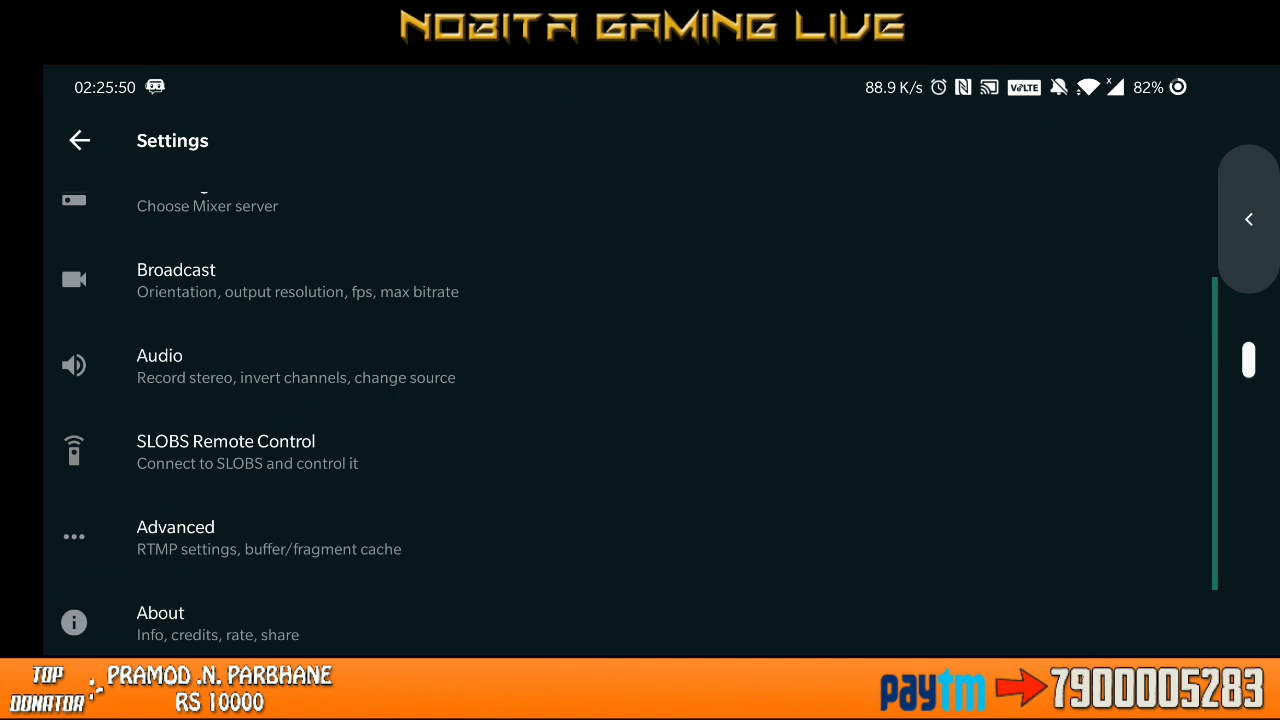 NOBITA GAMING LIVE
02:25:50
88.9 K/s VoLTE x 82%
Settings
Choose Mixer server
Broadcast
Orientation, output resolution, fps, max bitrate
Audio
Record stereo, invert channels, change source
SLOBS Remote Control
Connect to SLOBS and control it
Advanced
RTMP settings, buffer/fragment cache
About
Info, credits, rate, share
TOP DONATOR
:- PRAMOD .N. PARBHANE
RS 10000
paytm 7900005283